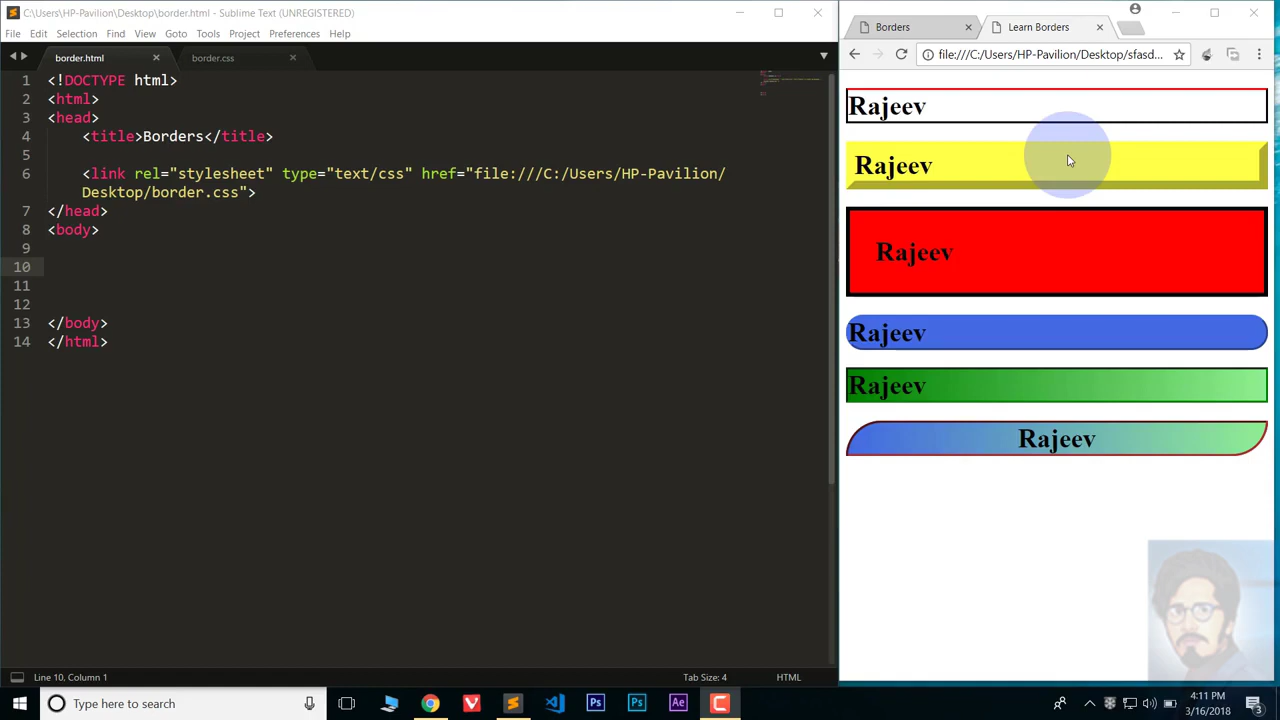 C:\Users\HP-Pavilion\Desktop\border.html - Sublime Text (UNREGISTERED)
File Edit Selection Find View Goto Tools Project Preferences Help
border.html border.css
1 <!DOCTYPE html>
2 <html>
3 <head>
4 <title>Borders</title>
5
6 <link rel="stylesheet" type="text/css" href="file:///C:/Users/HP-Pavilion/
Desktop/border.css">
7 </head>
8 <body>
9
10
11
12
13 </body>
14 </html>
Line 10, Column 1 Tab Size: 4 HTML
Borders Learn Borders
file:///C:/Users/HP-Pavilion/Desktop/sfasd...
Rajeev
Rajeev
Rajeev
Rajeev
Rajeev
Rajeev
Type here to search
Ps Ps Ae
4:11 PM
3/16/2018
3